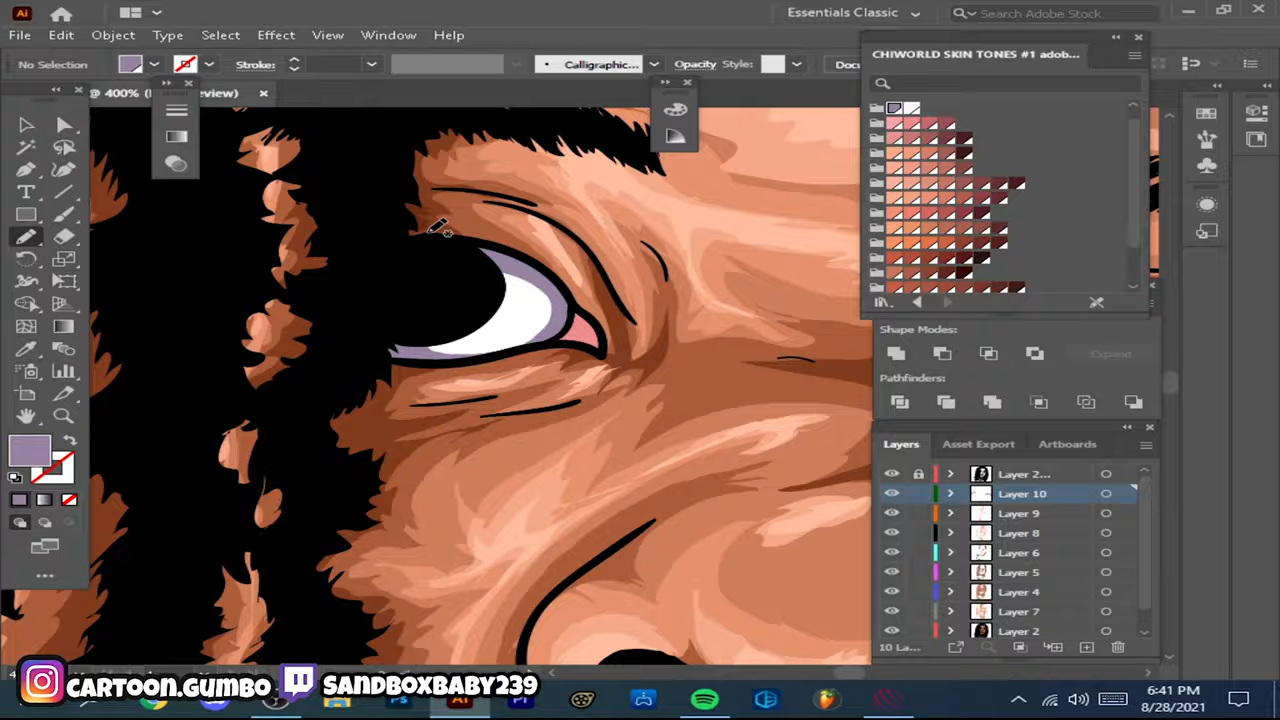 Ai
Essentials Classic
Search Adobe Stock
File Edit Object Type Select Effect View Window Help
No Selection
Stroke:
Calligraphic...
Opacity Style:
CHIWORLD SKIN TONES #1 adob...
Shape Modes:
Expand
Pathfinders:
Layers Asset Export Artboards
Layer 2...
Layer 10
Layer 9
Layer 8
Layer 6
Layer 5
Layer 4
Layer 7
Layer 2
10 La...
CARTOON.GUMBO
SANDBOXBABY239
6:41 PM
8/28/2021